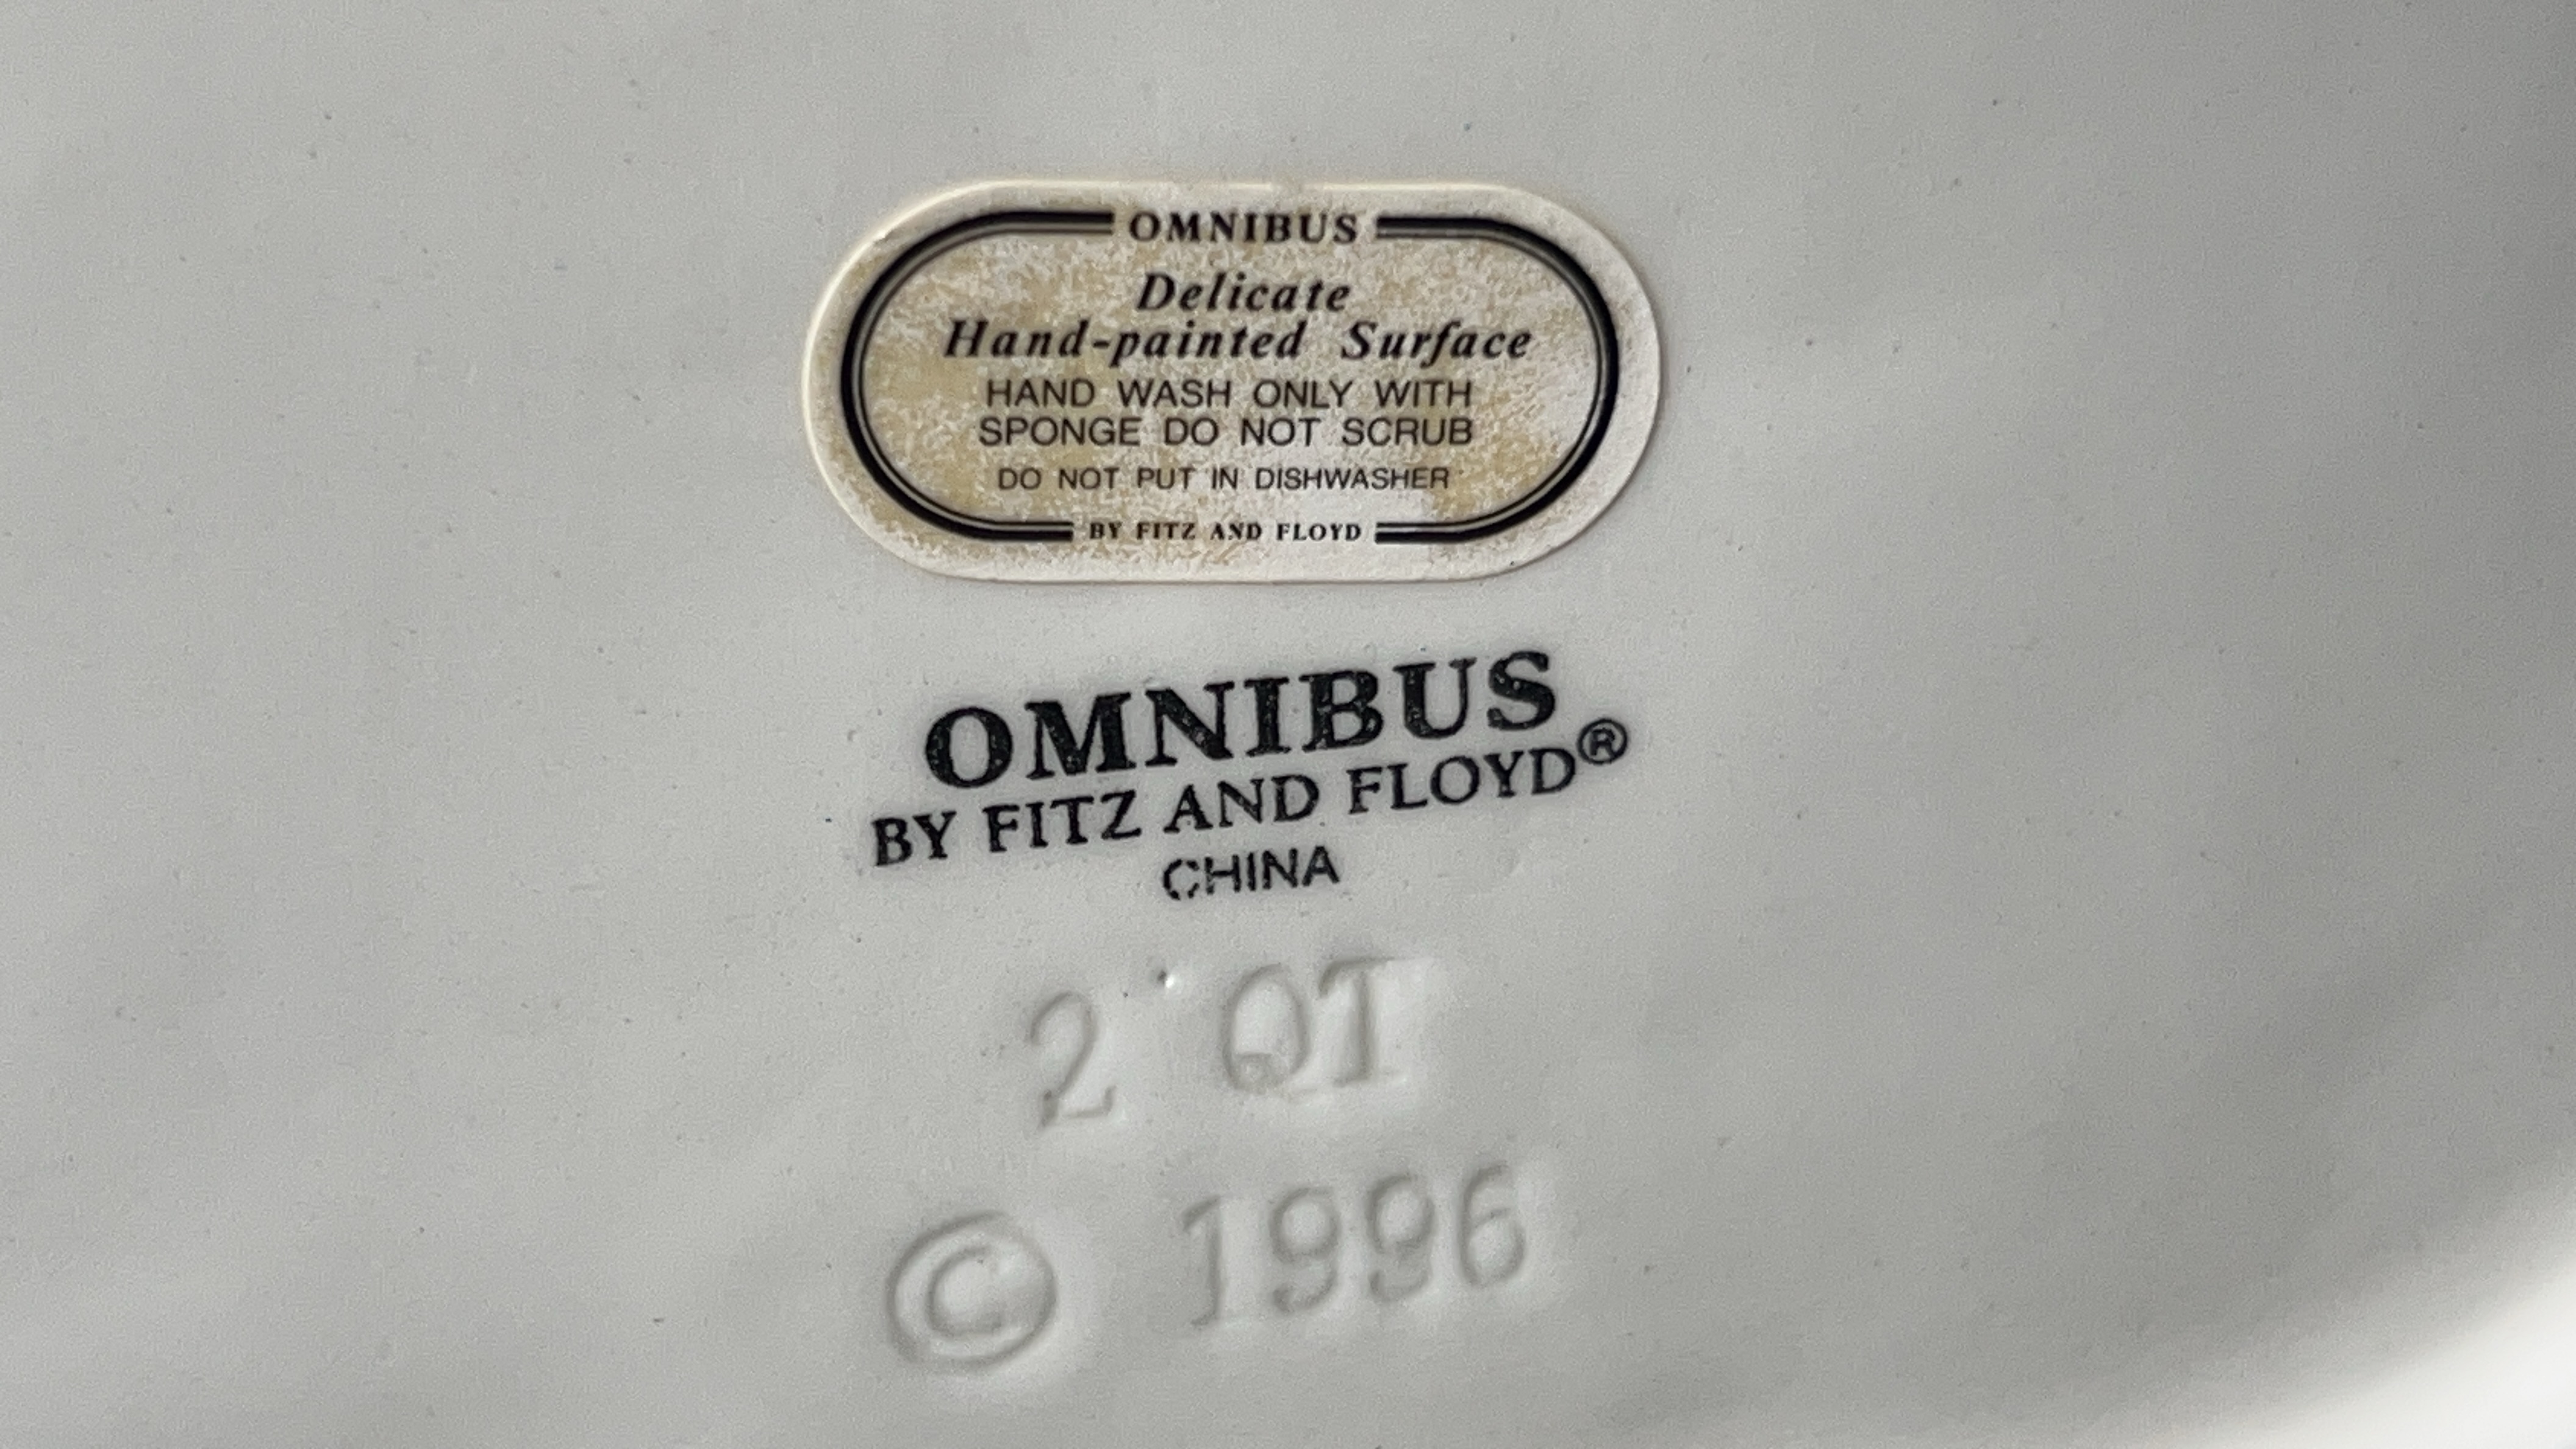 OMNIBUS
Delicate
Hand-painted Surface
HAND WASH ONLY WITH
SPONGE DO NOT SCRUB
DO NOT PUT IN DISHWASHER
BY FITZ AND FLOYD
OMNIBUS
BY FITZ AND FLOYD®
CHINA
2 QT
© 1996